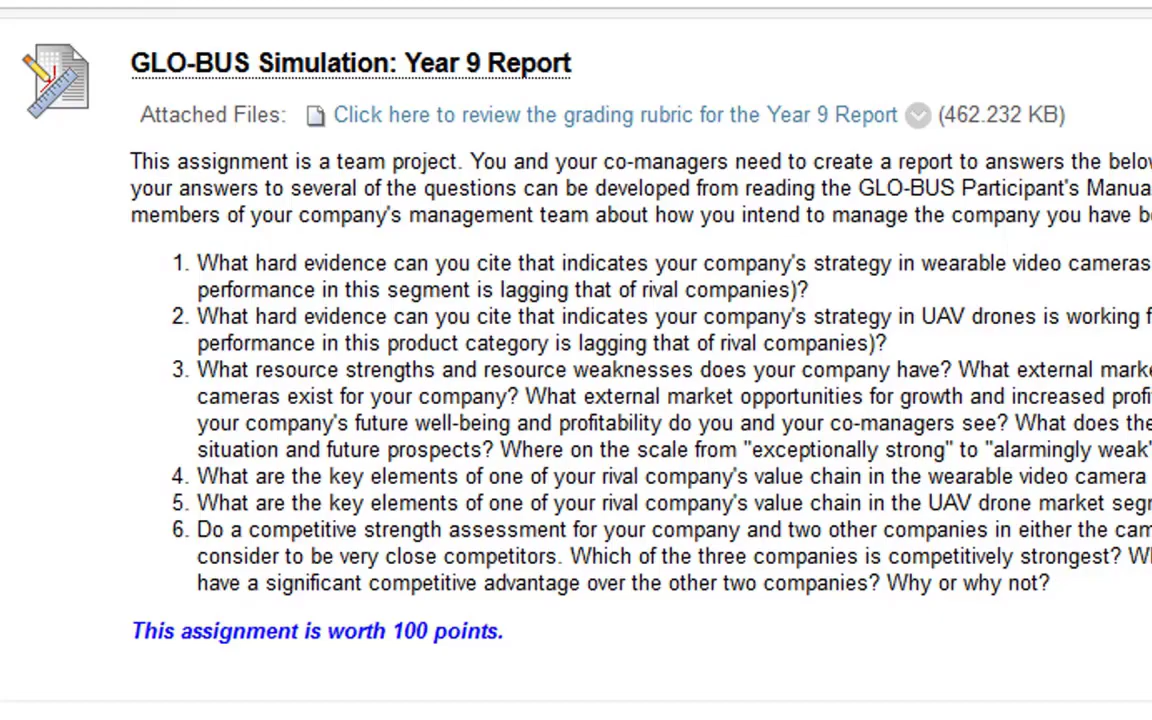 GLO-BUS Simulation: Year 9 Report
Attached Files: Click here to review the grading rubric for the Year 9 Report (462.232 KB)
This assignment is a team project. You and your co-managers need to create a report to answers the
your answers to several of the questions can be developed from reading the GLO-BUS Participant's
members of your company's management team about how you intend to manage the company you have
1. What hard evidence can you cite that indicates your company's strategy in wearable video cameras
performance in this segment is lagging that of rival companies)?
2. What hard evidence can you cite that indicates your company's strategy in UAV drones is working
performance in this product category is lagging that of rival companies)?
3. What resource strengths and resource weaknesses does your company have? What external
cameras exist for your company? What external market opportunities for growth and increased
your company's future well-being and profitability do you and your co-managers see? What does
situation and future prospects? Where on the scale from "exceptionally strong" to "alarmingly weak"
4. What are the key elements of one of your rival company's value chain in the wearable video camera
5. What are the key elements of one of your rival company's value chain in the UAV drone market
6. Do a competitive strength assessment for your company and two other companies in either the
consider to be very close competitors. Which of the three companies is competitively strongest?
have a significant competitive advantage over the other two companies? Why or why not?
This assignment is worth 100 points.